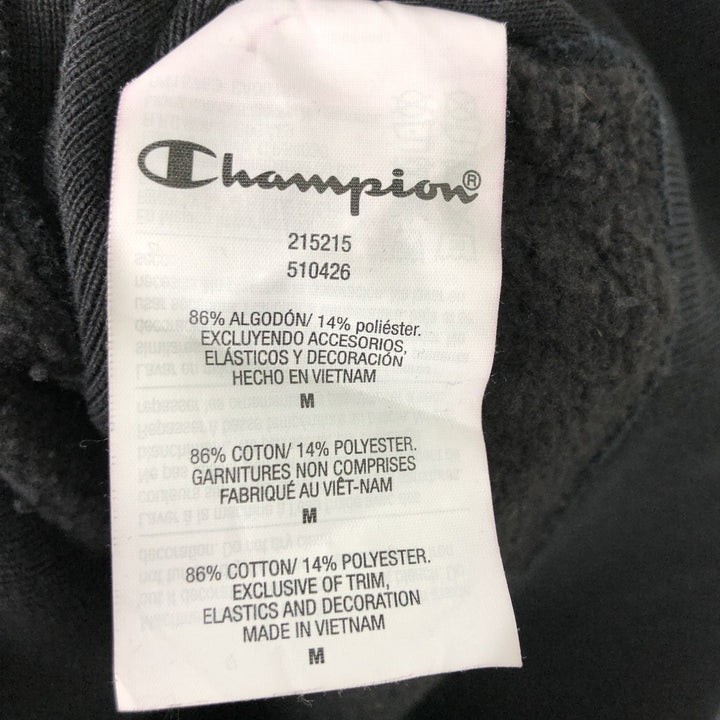 Champion®
215215
510426
86% ALGODÓN/ 14% poliéster.
EXCLUYENDO ACCESORIOS,
ELÁSTICOS Y DECORACIÓN
HECHO EN VIETNAM
M
86% COTON/ 14% POLYESTER.
GARNITURES NON COMPRISES
FABRIQUÉ AU VIÊT-NAM
M
86% COTTON/ 14% POLYESTER.
EXCLUSIVE OF TRIM,
ELASTICS AND DECORATION
MADE IN VIETNAM
M